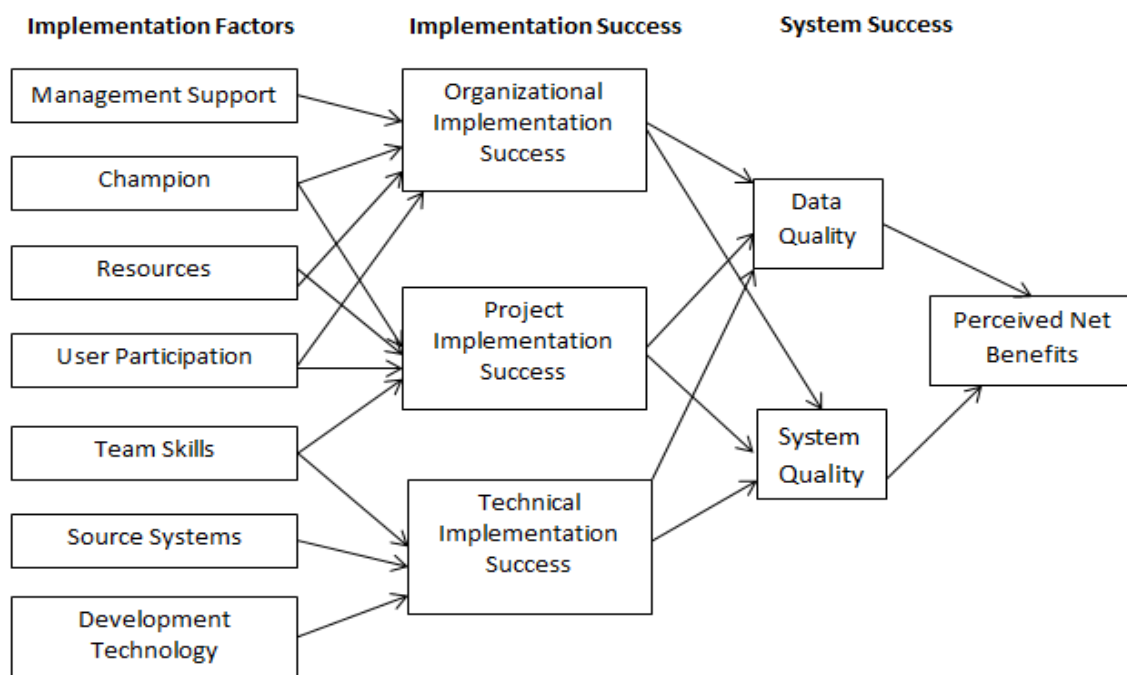 Implementation Factors
Implementation Success
System Success
Management Support
Champion
Resources
User Participation
Team Skills
Source Systems
Development
Technology
Organizational
Implementation
Success
Project
Implementation
Success
Technical
Implementation
Success
Data
Quality
System
Quality
Perceived Net
Benefits